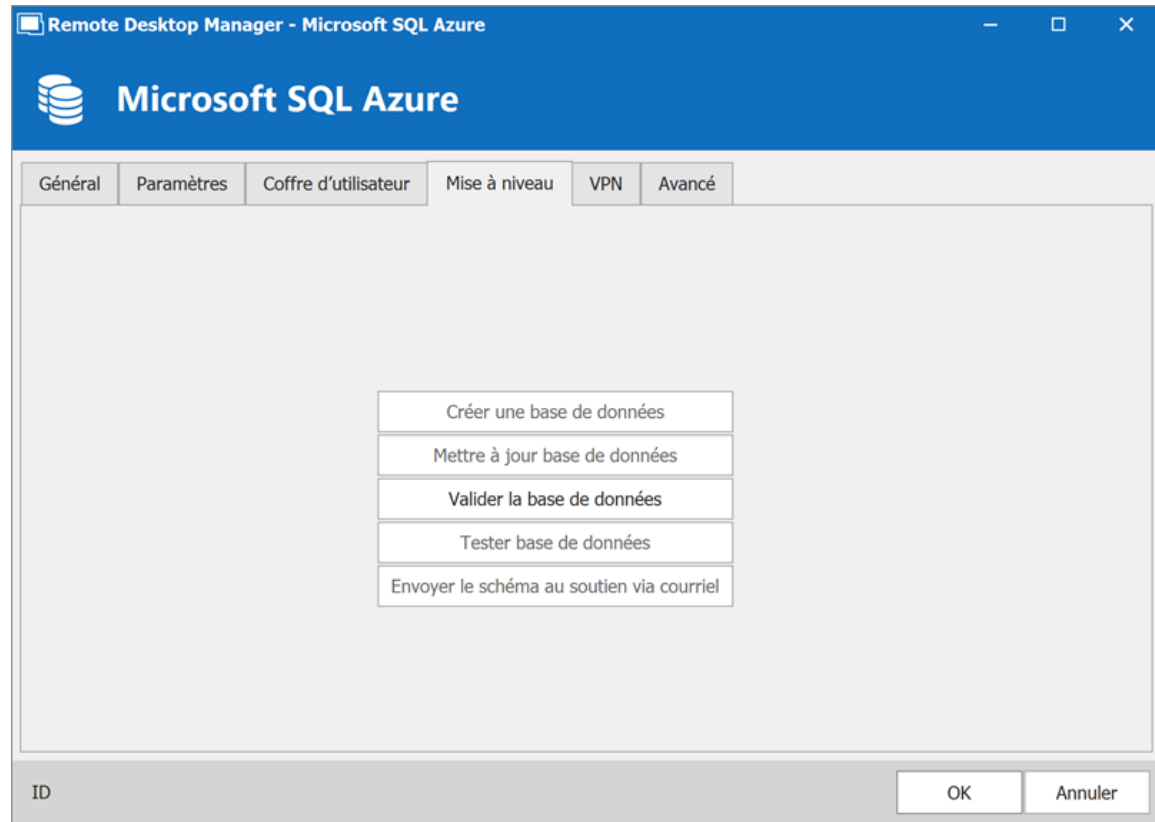 Remote Desktop Manager - Microsoft SQL Azure
Microsoft SQL Azure
Général Paramètres Coffre d'utilisateur Mise à niveau VPN Avancé
Créer une base de données
Mettre à jour base de données
Valider la base de données
Tester base de données
Envoyer le schéma au soutien via courriel
ID OK Annuler